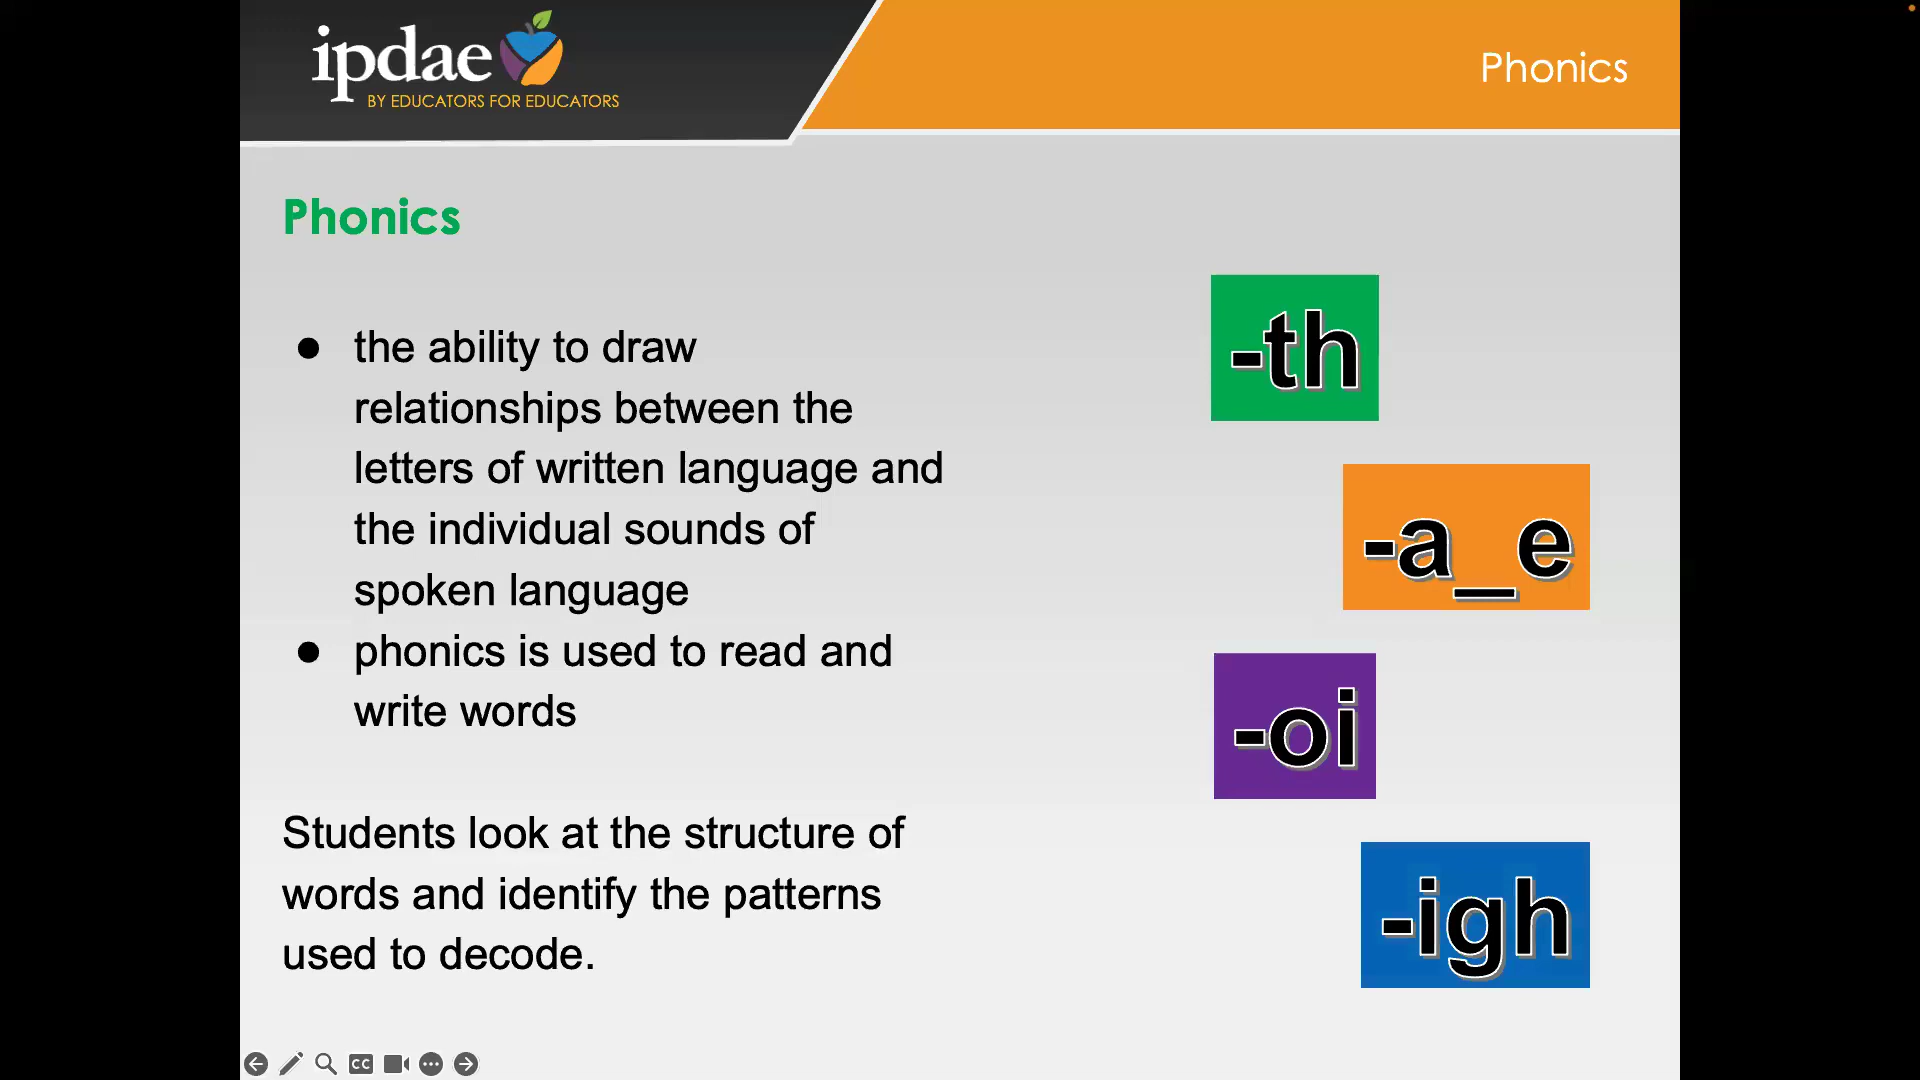 ipdae
BY EDUCATORS FOR EDUCATORS
Phonics
Phonics
● the ability to draw
relationships between the
letters of written language and
the individual sounds of
spoken language
● phonics is used to read and
write words
Students look at the structure of
words and identify the patterns
used to decode.
-th
-a_e
-oi
-igh
CC